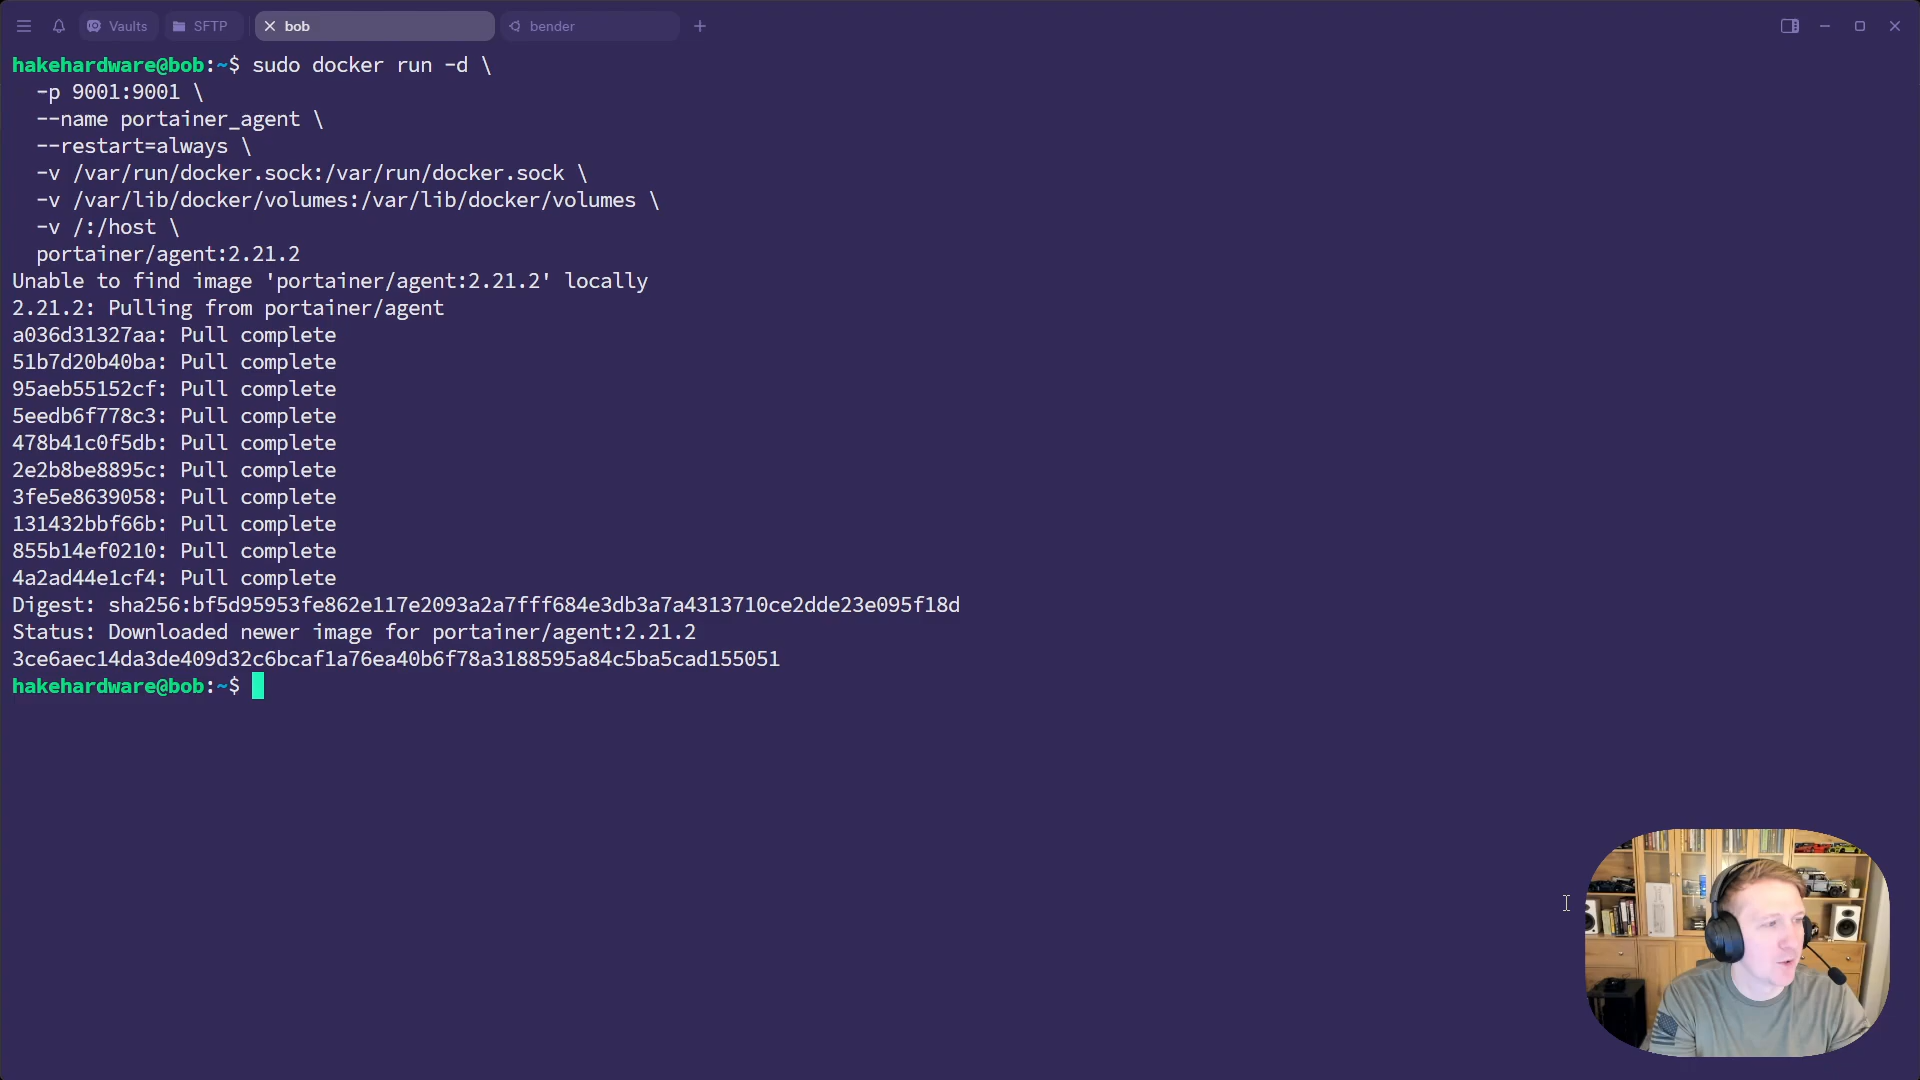 Vaults SFTP bob bender
hakehardware@bob:~$ sudo docker run -d \
-p 9001:9001 \
--name portainer_agent \
--restart=always \
-v /var/run/docker.sock:/var/run/docker.sock \
-v /var/lib/docker/volumes:/var/lib/docker/volumes \
-v /:/host \
portainer/agent:2.21.2
Unable to find image 'portainer/agent:2.21.2' locally
2.21.2: Pulling from portainer/agent
a036d31327aa: Pull complete
51b7d20b40ba: Pull complete
95aeb55152cf: Pull complete
5eedb6f778c3: Pull complete
478b41c0f5db: Pull complete
2e2b8be8895c: Pull complete
3fe5e8639058: Pull complete
131432bbf66b: Pull complete
855b14ef0210: Pull complete
4a2ad44e1cf4: Pull complete
Digest: sha256:bf5d95953fe862e117e2093a2a7fff684e3db3a7a4313710ce2dde23e095f18d
Status: Downloaded newer image for portainer/agent:2.21.2
3ce6aec14da3de409d32c6bcaf1a76ea40b6f78a3188595a84c5ba5cad155051
hakehardware@bob:~$